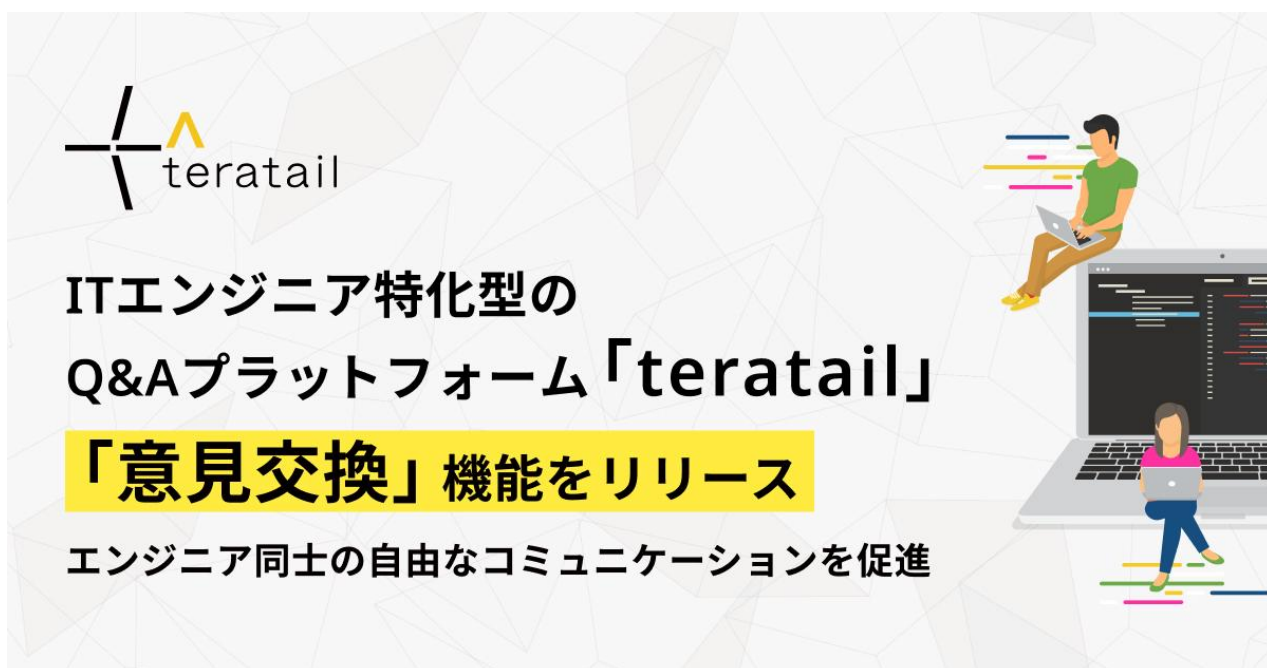 teratail
ITエンジニア特化型の
Q&Aプラットフォーム「teratail」
「意見交換」機能をリリース
エンジニア同士の自由なコミュニケーションを促進